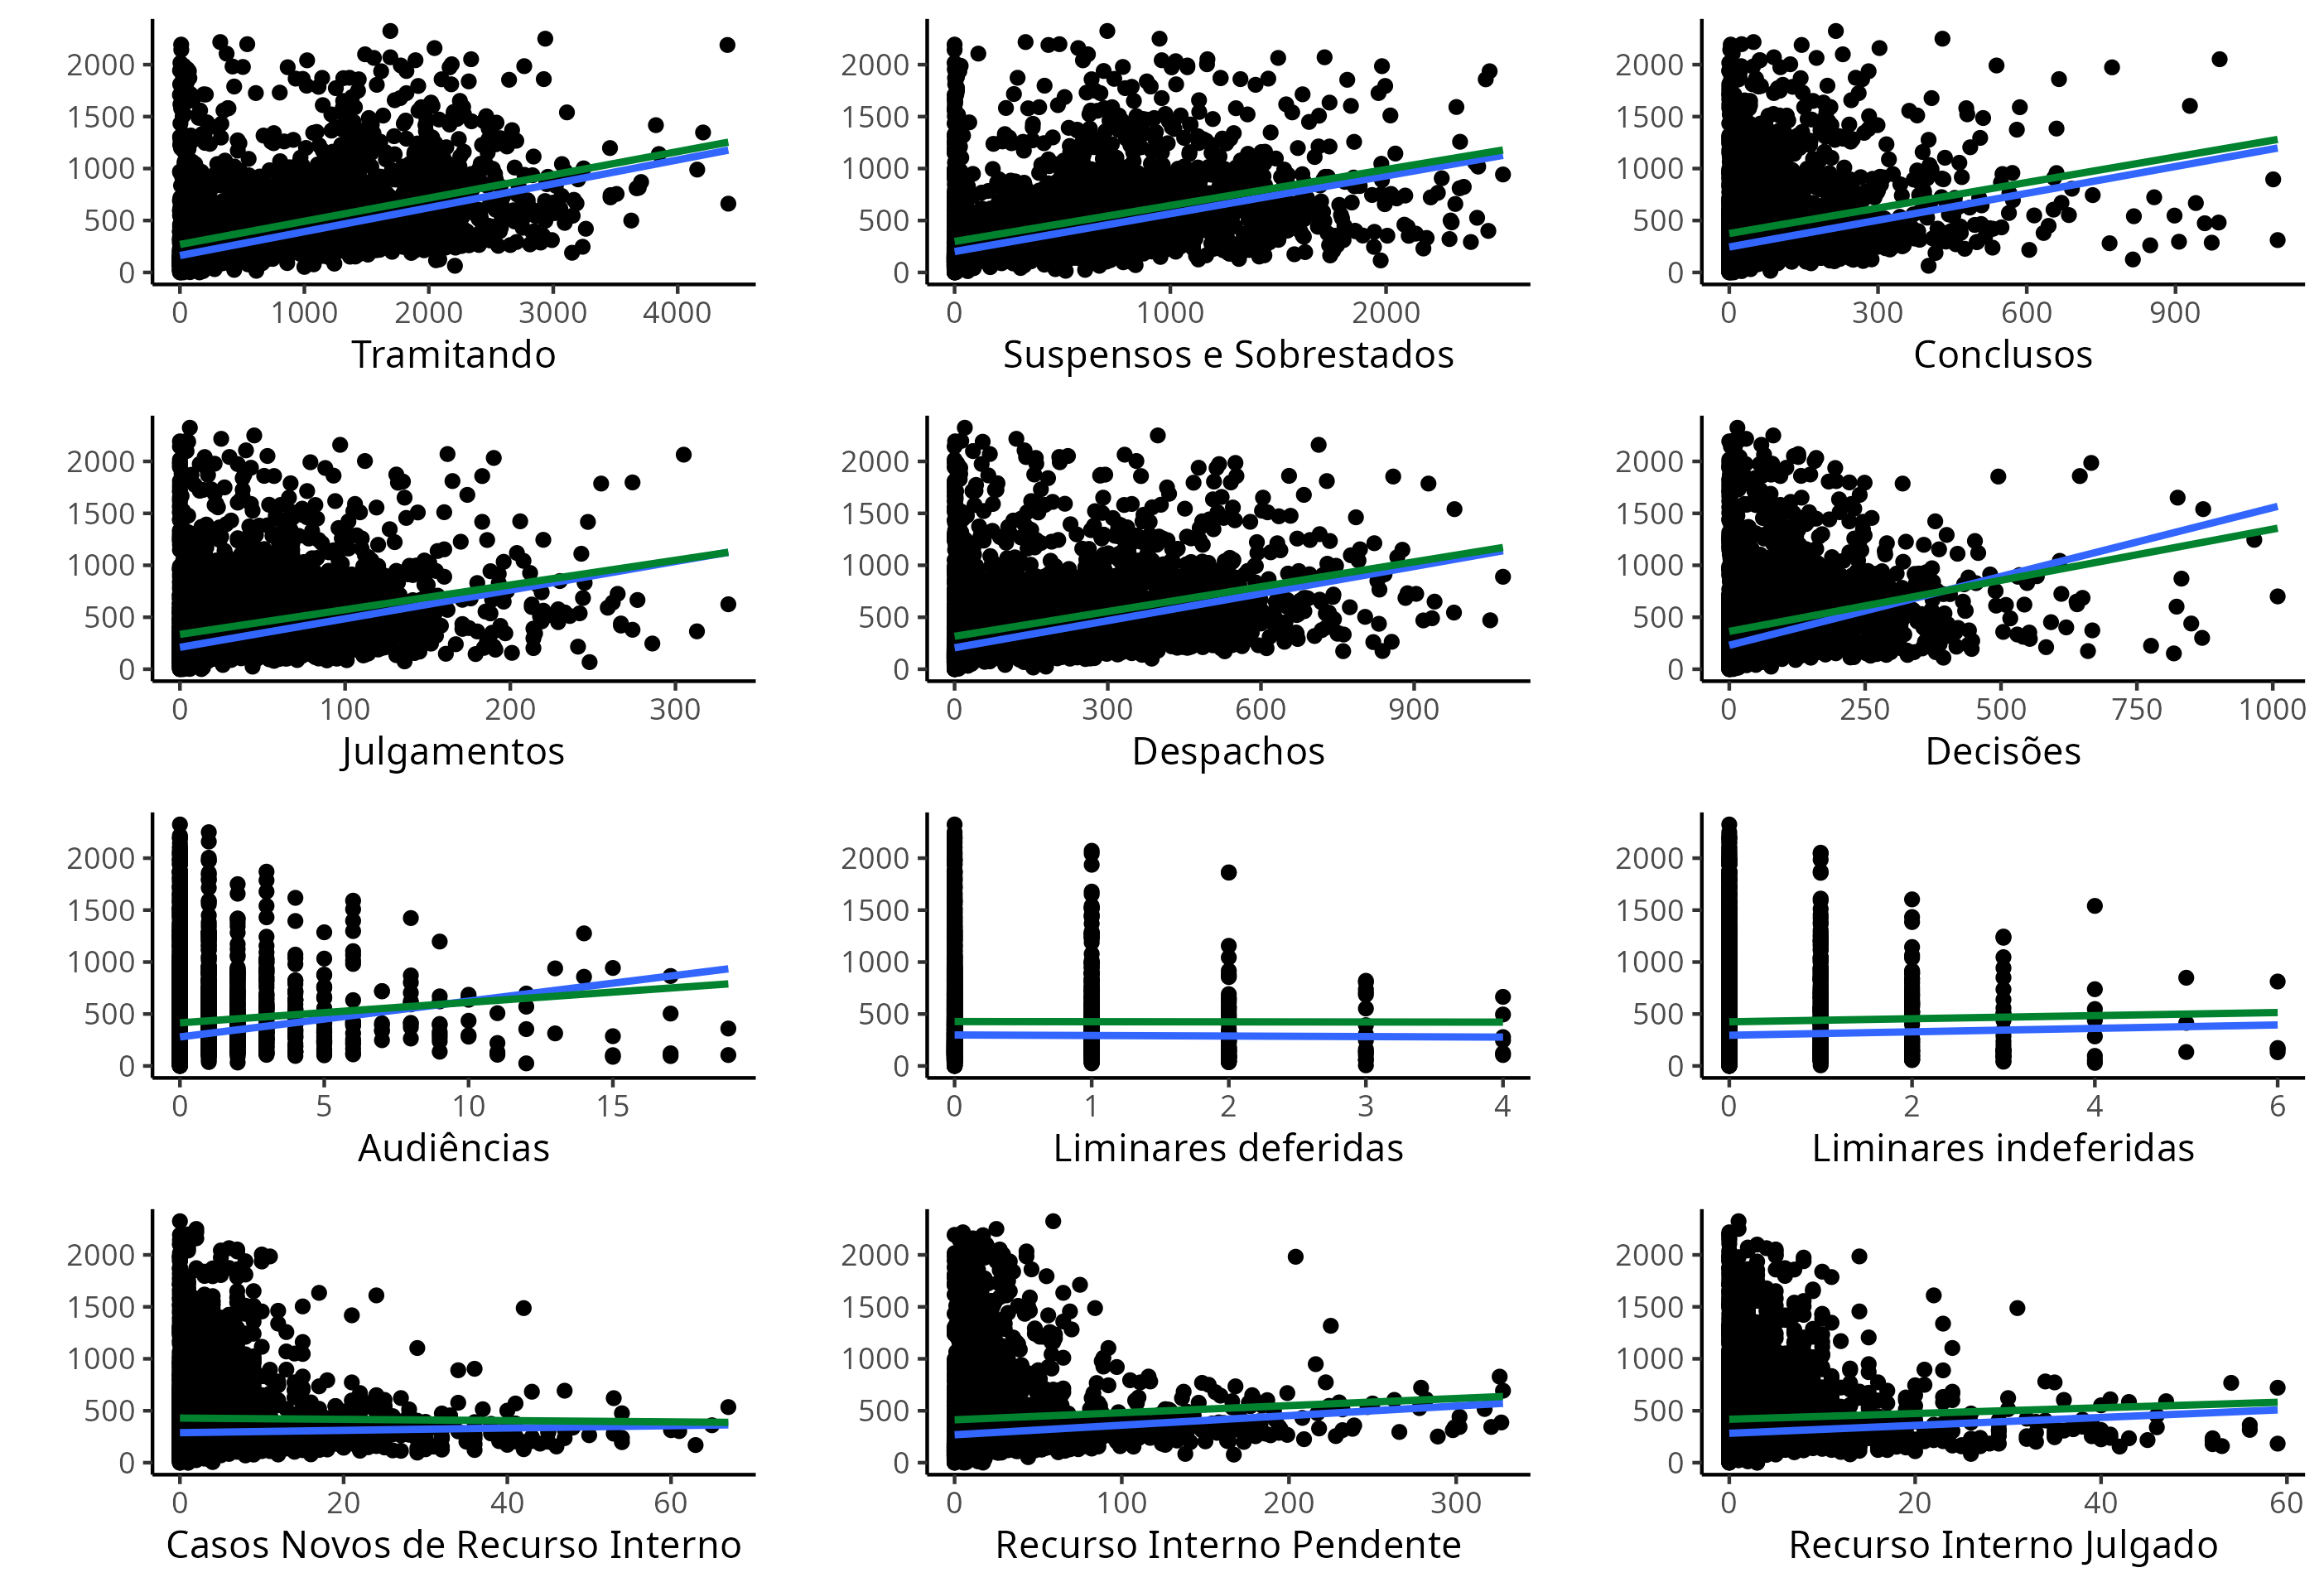 2000 2000 2000
1500 1500 1500
1000 1000 1000
500 500 500
0 0 0
0 1000 2000 3000 4000 0 1000 2000 0 300 600 900
Tramitando Suspensos e Sobrestados Conclusos
2000 2000 2000
1500 1500 1500
1000 1000 1000
500 500 500
0 0 0
0 100 200 300 0 300 600 900 0 250 500 750 1000
Julgamentos Despachos Decisões
2000 2000 2000
1500 1500 1500
1000 1000 1000
500 500 500
0 0 0
0 5 10 15 0 1 2 3 4 0 2 4 6
Audiências Liminares deferidas Liminares indeferidas
2000 2000 2000
1500 1500 1500
1000 1000 1000
500 500 500
0 0 0
0 20 40 60 0 100 200 300 0 20 40 60
Casos Novos de Recurso Interno Recurso Interno Pendente Recurso Interno Julgado